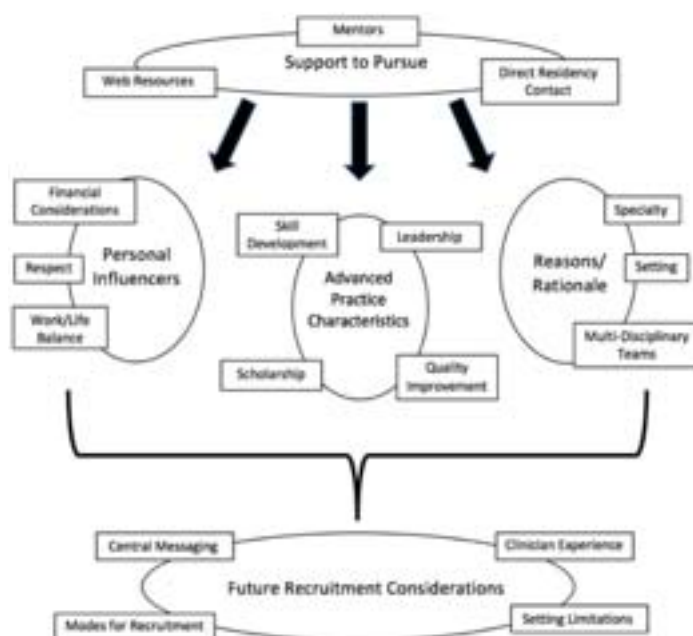 Mentors
Support to Pursue
Web Resources
Direct Residency
Contact
Financial
Considerations
Personal
Influencers
Respect
Work/Life
Balance
Skill
Development
Leadership
Advanced
Practice
Characteristics
Scholarship
Quality
Improvement
Specialty
Reasons/
Rationale
Setting
Multi-Disciplinary
Teams
Central Messaging
Clinician Experience
Future Recruitment Considerations
Modes for Recruitment
Setting Limitations